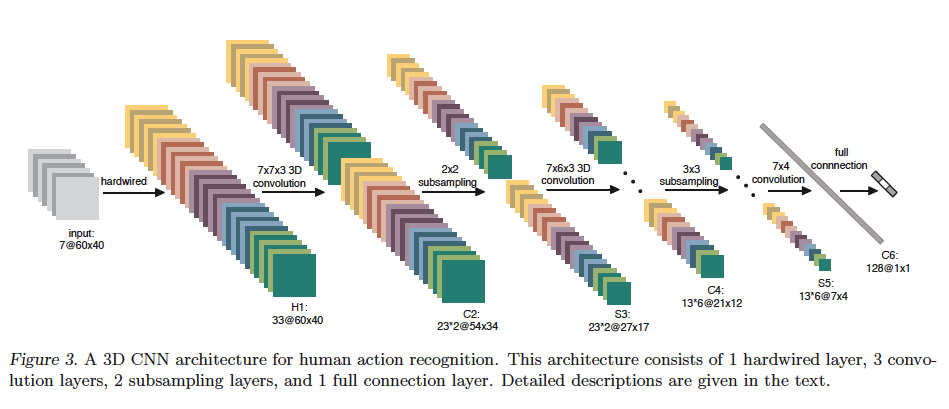 hardwired
7x7x3 3D
convolution
2x2
subsampling
7x6x3 3D
convolution
3x3
subsampling
7x4
convolution
full
connnection
input:
7@60x40
H1:
33@60x40
C2:
23*2@54x34
S3:
23*2@27x17
C4:
13*6@21x12
S5:
13*6@7x4
C6:
128@1x1
Figure 3. A 3D CNN architecture for human action recognition. This architecture consists of 1 hardwired layer, 3 convo-
lution layers, 2 subsampling layers, and 1 full connection layer. Detailed descriptions are given in the text.